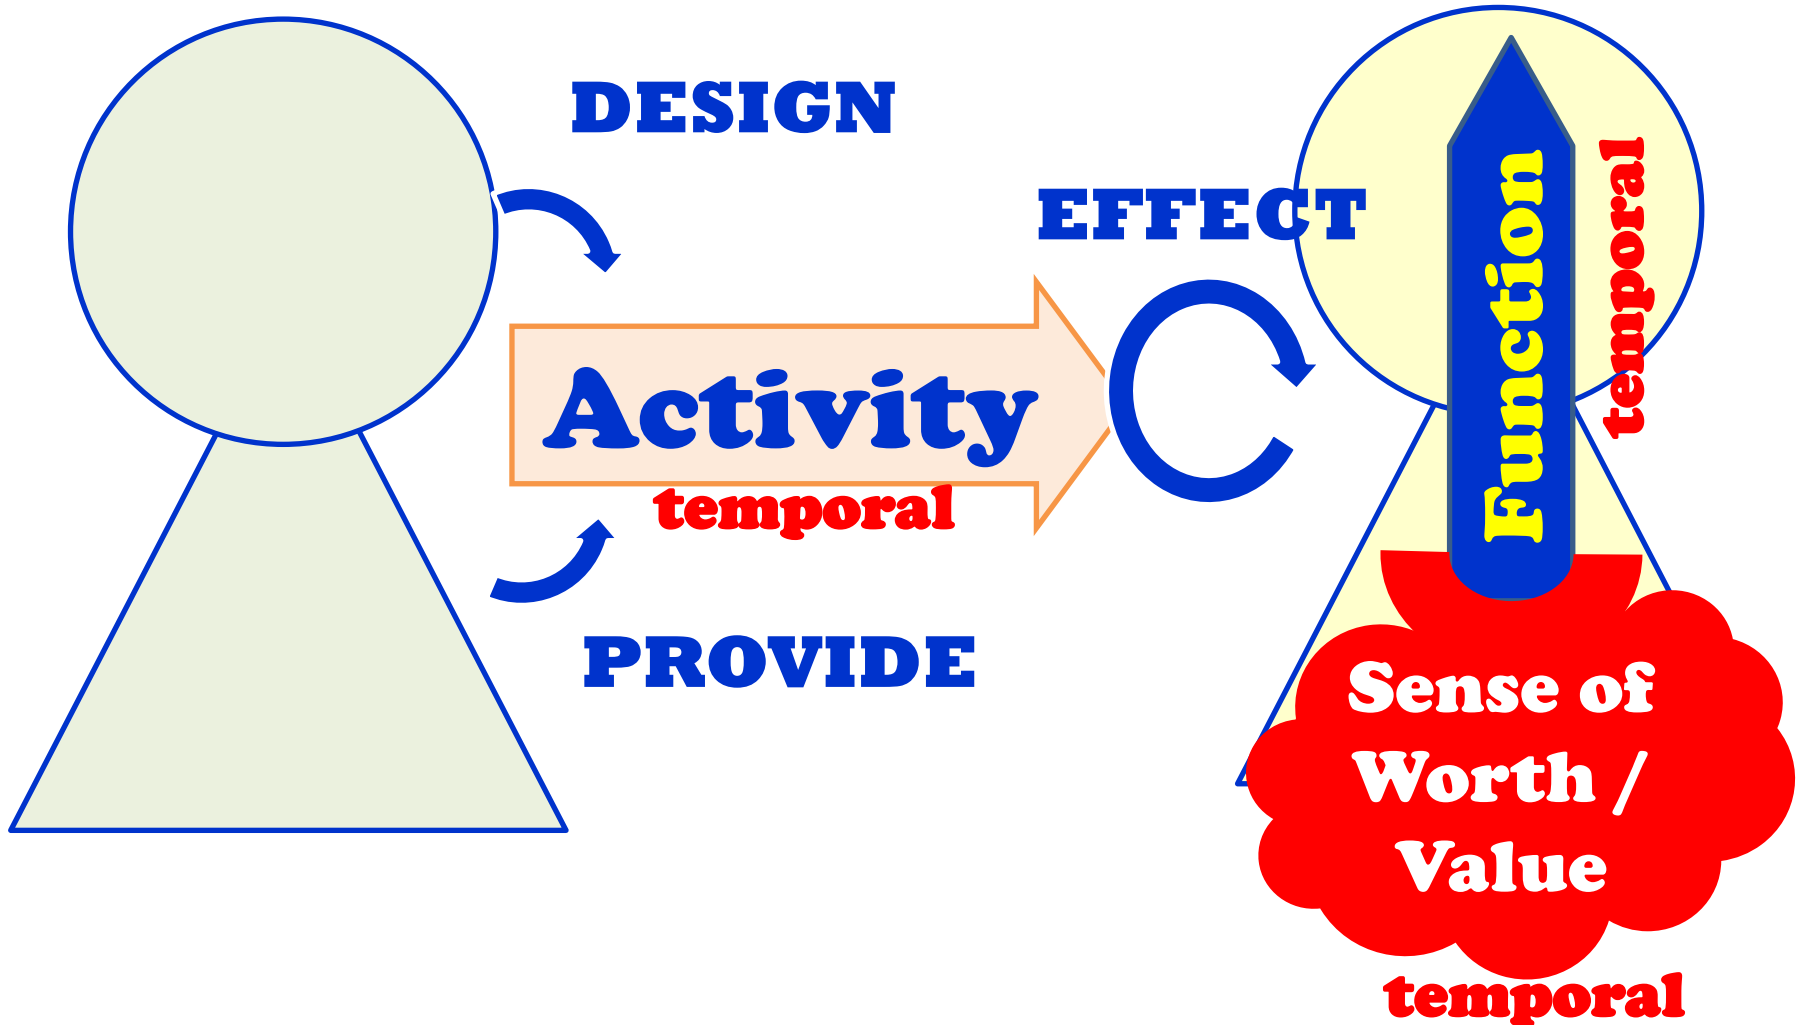 DESIGN
EFFECT
Function
temporal
Activity
temporal
PROVIDE
Sense of
Worth /
Value
temporal